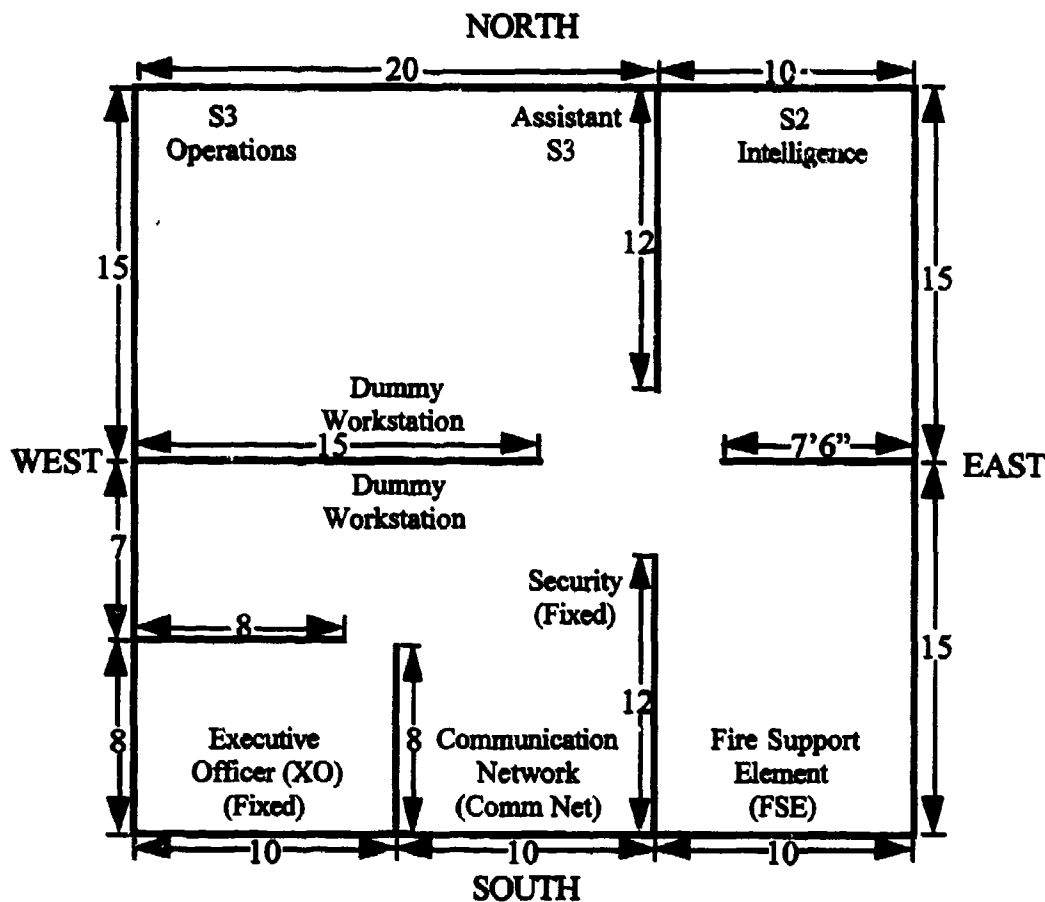 NORTH
20
10
S3
Operations
Assistant
S3
S2
Intelligence
15
12
15
Dummy
Workstation
15
7'6"
WEST
EAST
Dummy
Workstation
7
Security
(Fixed)
8
15
12
8
Executive
Officer (XO)
(Fixed)
8
Communication
Network
(Comm Net)
Fire Support
Element
(FSE)
10
10
10
SOUTH